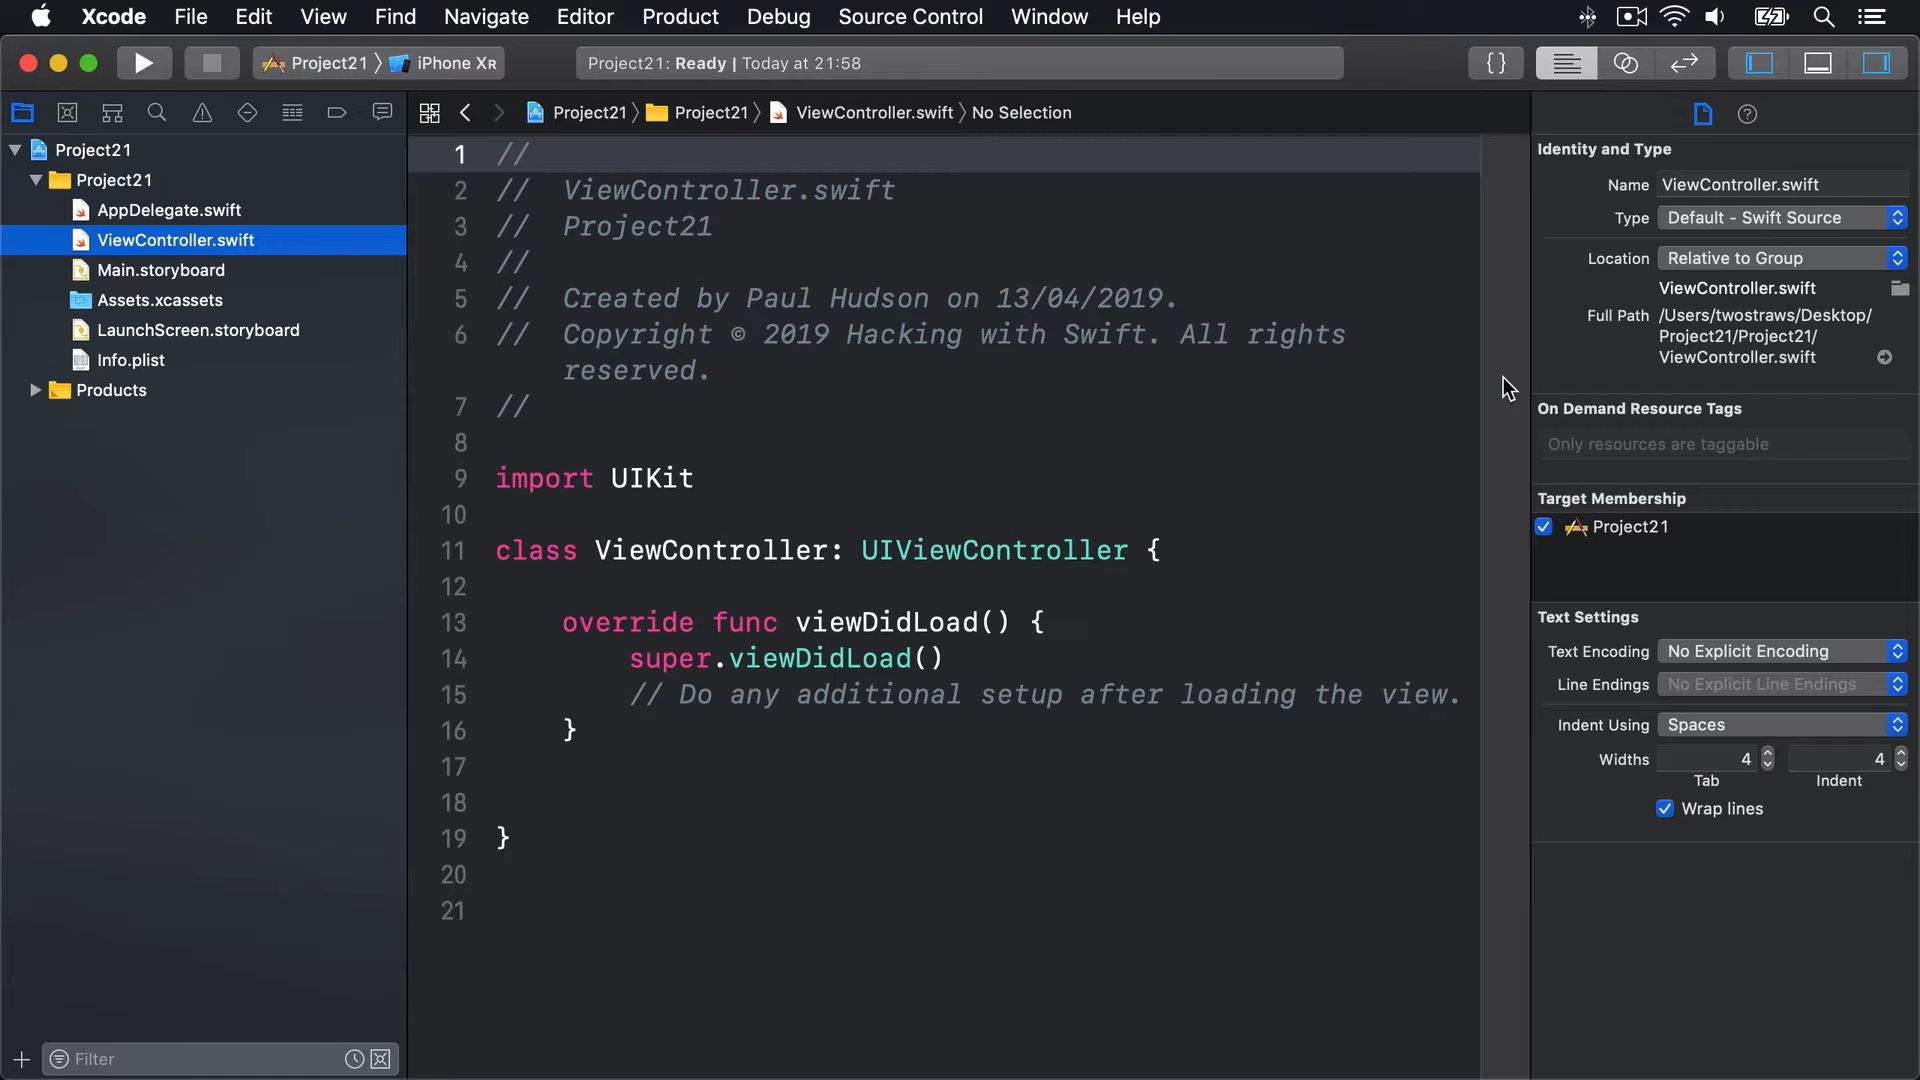 Xcode File Edit View Find Navigate Editor Product Debug Source Control Window Help
Project21 〉 iPhone XR
Project21: Ready | Today at 21:58
{}
Project21 〉 Project21 〉 ViewController.swift 〉 No Selection
Project21
Project21
AppDelegate.swift
ViewController.swift
Main.storyboard
Assets.xcassets
LaunchScreen.storyboard
Info.plist
Products
Filter
1 //
2 //  ViewController.swift
3 //  Project21
4 //
5 //  Created by Paul Hudson on 13/04/2019.
6 //  Copyright © 2019 Hacking with Swift. All rights
reserved.
7 //
8
9 import UIKit
10
11 class ViewController: UIViewController {
12
13     override func viewDidLoad() {
14         super.viewDidLoad()
15         // Do any additional setup after loading the view.
16     }
17
18
19 }
20
21
Identity and Type
Name ViewController.swift
Type Default - Swift Source
Location Relative to Group
ViewController.swift
Full Path /Users/twostraws/Desktop/
Project21/Project21/
ViewController.swift
On Demand Resource Tags
Only resources are taggable
Target Membership
Project21
Text Settings
Text Encoding No Explicit Encoding
Line Endings No Explicit Line Endings
Indent Using Spaces
Widths 4 4
Tab Indent
Wrap lines